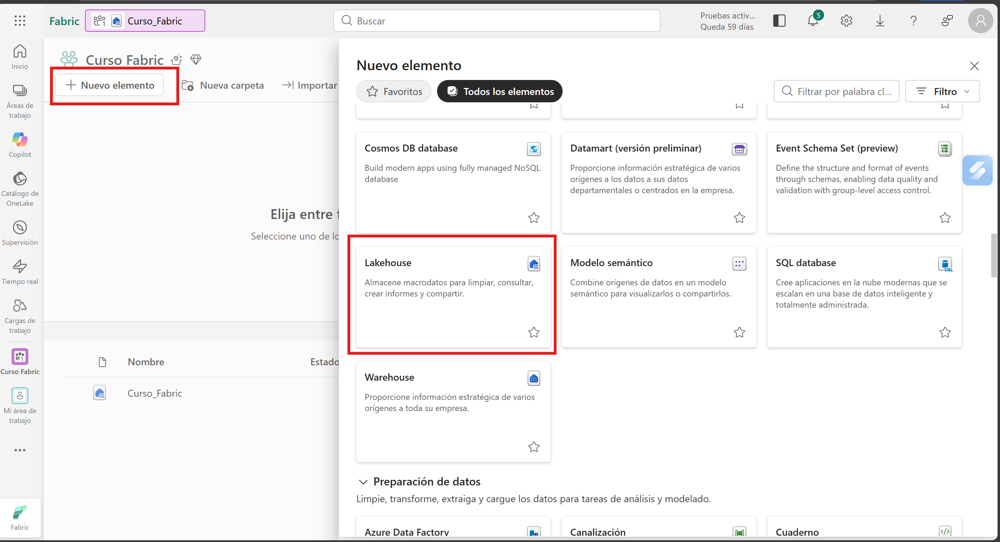 Fabric
1
Curso_Fabric
Buscar
Pruebas activ...
Queda 59 días
5
Inicio
Áreas de
trabajo
Copilot
Catálogo de
OneLake
Supervisión
Tiempo real
Cargas de
trabajo
1
Curso Fabric
Mi área de
trabajo
Fabric
Curso Fabric
Nuevo elemento
Nueva carpeta
Importar
Elija entre
Seleccione uno de
Nombre
Estado
Curso_Fabric
Nuevo elemento
Favoritos
Todos los elementos
Filtrar por palabra cl...
Filtro
Cosmos DB database
Build modern apps using fully managed NoSQL
database
Datamart (versión preliminar)
Proporcione información estratégica de varios
orígenes a los datos a sus datos
departamentales o centrados en la empresa.
Event Schema Set (preview)
Define the structure and format of events
through schemas, enabling data quality and
validation with group-level access control.
Lakehouse
Almacene macrodatos para limpiar, consultar,
crear informes y compartir.
Modelo semántico
Combine orígenes de datos en un modelo
semántico para visualizarlos o compartirlos.
SQL database
SQL
Cree aplicaciones en la nube modernas que se
escalan en una base de datos inteligente y
totalmente administrada.
Warehouse
Proporcione información estratégica de varios
orígenes a toda su empresa.
Preparación de datos
Limpie, transforme, extraiga y cargue los datos para tareas de análisis y modelado.
Azure Data Factory
Canalización
Cuaderno